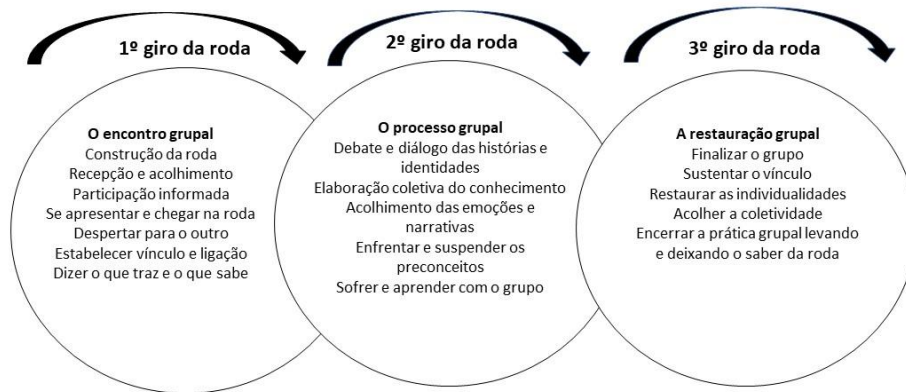 1º giro da roda
2º giro da roda
3º giro da roda
O encontro grupal
Construção da roda
Recepção e acolhimento
Participação informada
Se apresentar e chegar na roda
Despertar para o outro
Estabelecer vínculo e ligação
Dizer o que traz e o que sabe
O processo grupal
Debate e diálogo das histórias e
identidades
Elaboração coletiva do conhecimento
Acolhimento das emoções e
narrativas
Enfrentar e suspender os
preconceitos
Sofrer e aprender com o grupo
A restauração grupal
Finalizar o grupo
Sustentar o vínculo
Restaurar as individualidades
Acolher a coletividade
Encerrar a prática grupal levando
e deixando o saber da roda